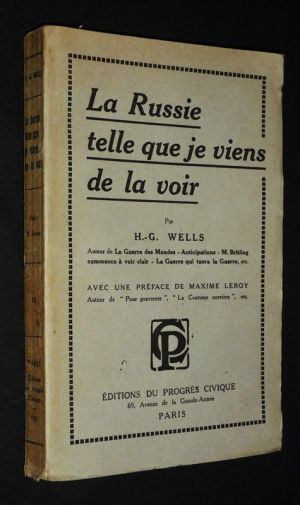 La Russie
telle que je viens
de la voir
Par
H.-G. WELLS
Auteur de La Guerre des Mondes - Anticipations - M. Britling
commence à voir clair - La Guerre qui tuera la Guerre, etc.
AVEC UNE PRÉFACE DE MAXIME LEROY
Auteur de "Pour gouverner", "La Coutume ouvrière", etc.
ÉDITIONS DU PROGRÈS CIVIQUE
69, Avenue de la Grande-Armée
PARIS